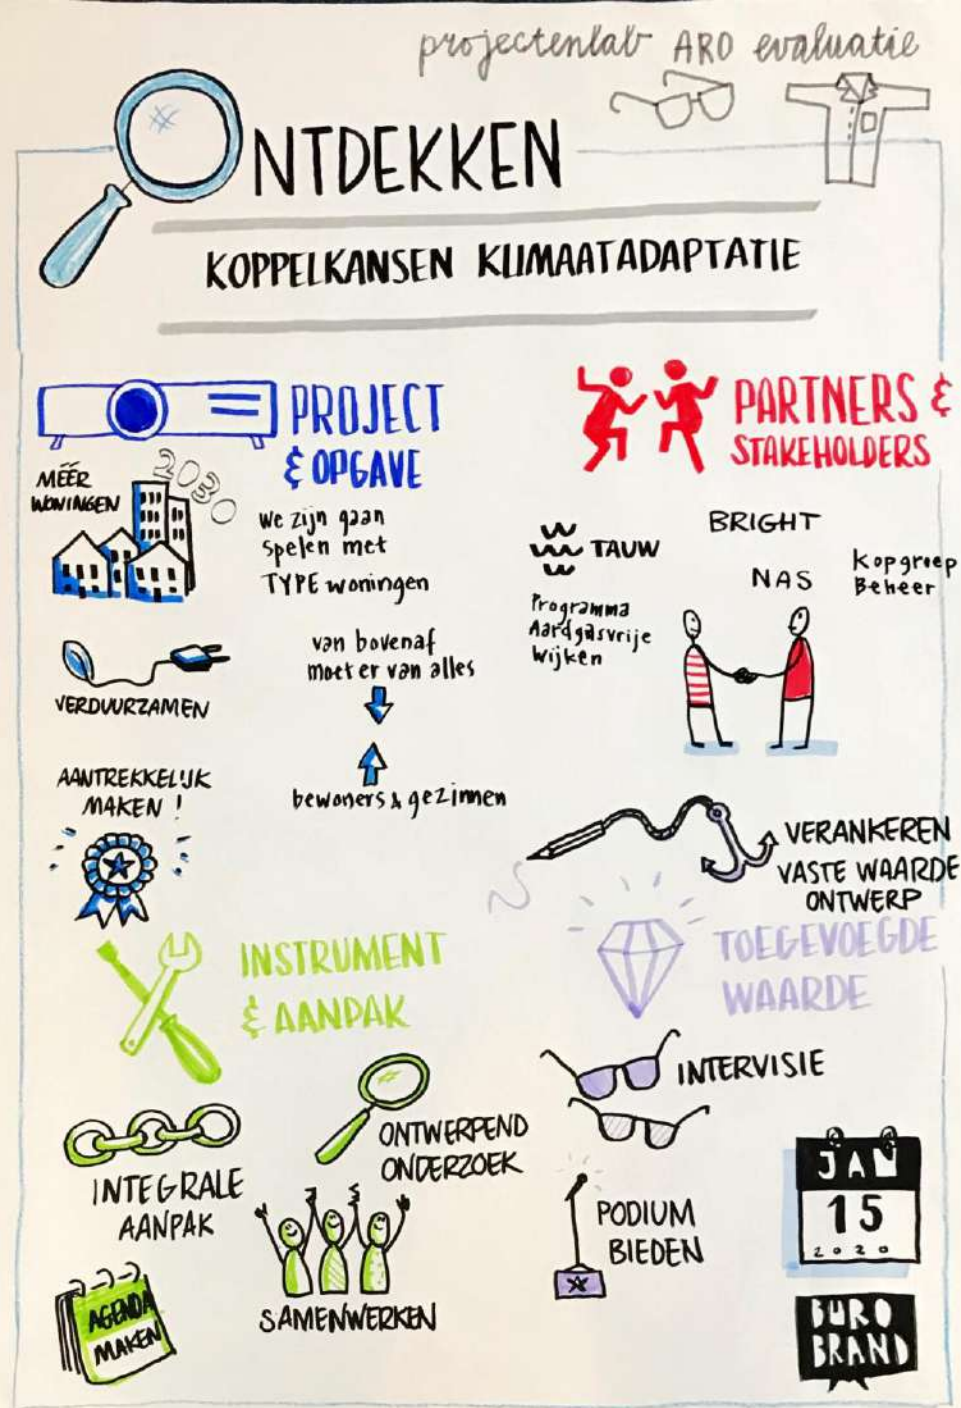 projectenlab ARO evaluatie
ONTDEKKEN
KOPPELKANSEN KLIMAATADAPTATIE
PROJECT
& OPGAVE
MÉÉR
WONINGEN
2030
We zijn gaan
spelen met
TYPE woningen
VERDUURZAMEN
van bovenaf
moet er van alles
bewoners & gezinnen
AANTREKKELIJK
MAKEN !
PARTNERS &
STAKEHOLDERS
TAUW
BRIGHT
NAS
Kopgroep
Beheer
Programma
Aardgasvrije
Wijken
VERANKEREN
VASTE WAARDE
ONTWERP
INSTRUMENT
& AANPAK
INTEGRALE
AANPAK
ONTWERPEND
ONDERZOEK
SAMENWERKEN
AGENDA
MAKEN
TOEGEVOEGDE
WAARDE
INTERVISIE
PODIUM
BIEDEN
JAN
15
2020
BURO
BRAND